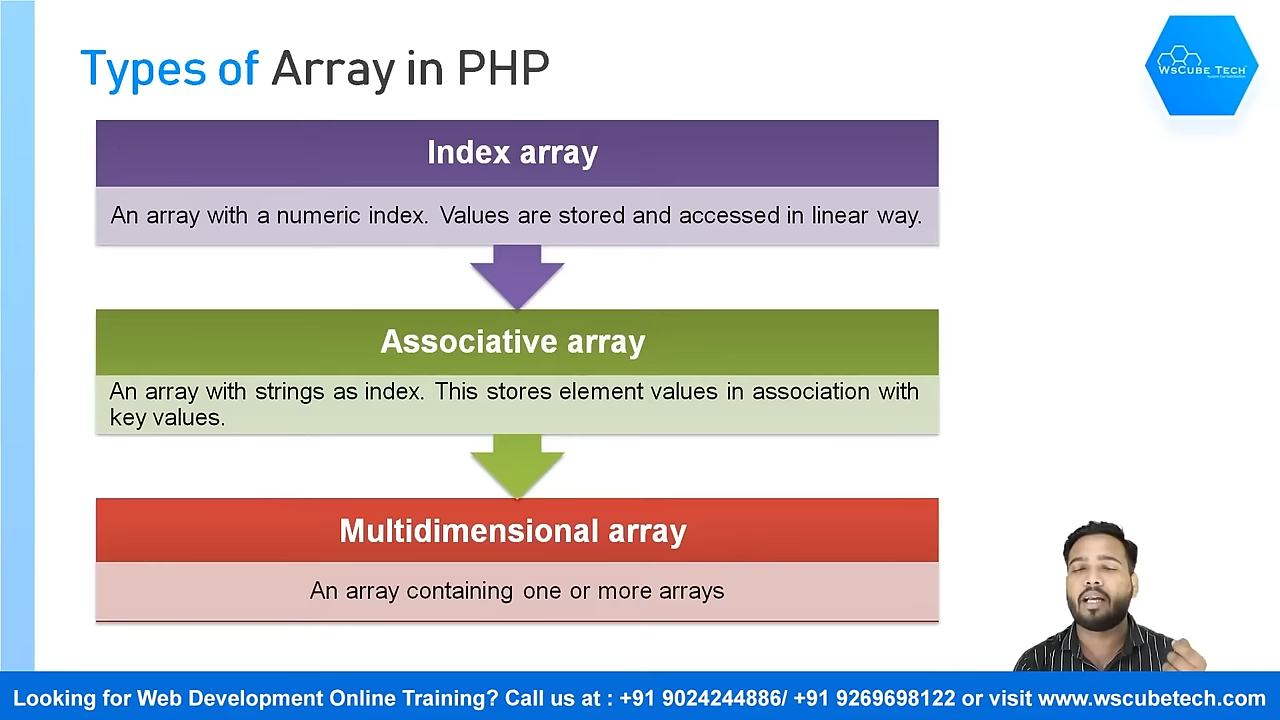 Types of Array in PHP
WsCube Tech
Index array
An array with a numeric index. Values are stored and accessed in linear way.
Associative array
An array with strings as index. This stores element values in association with
key values.
Multidimensional array
An array containing one or more arrays
Looking for Web Development Online Training? Call us at : +91 9024244886/ +91 9269698122 or visit www.wscubetech.com